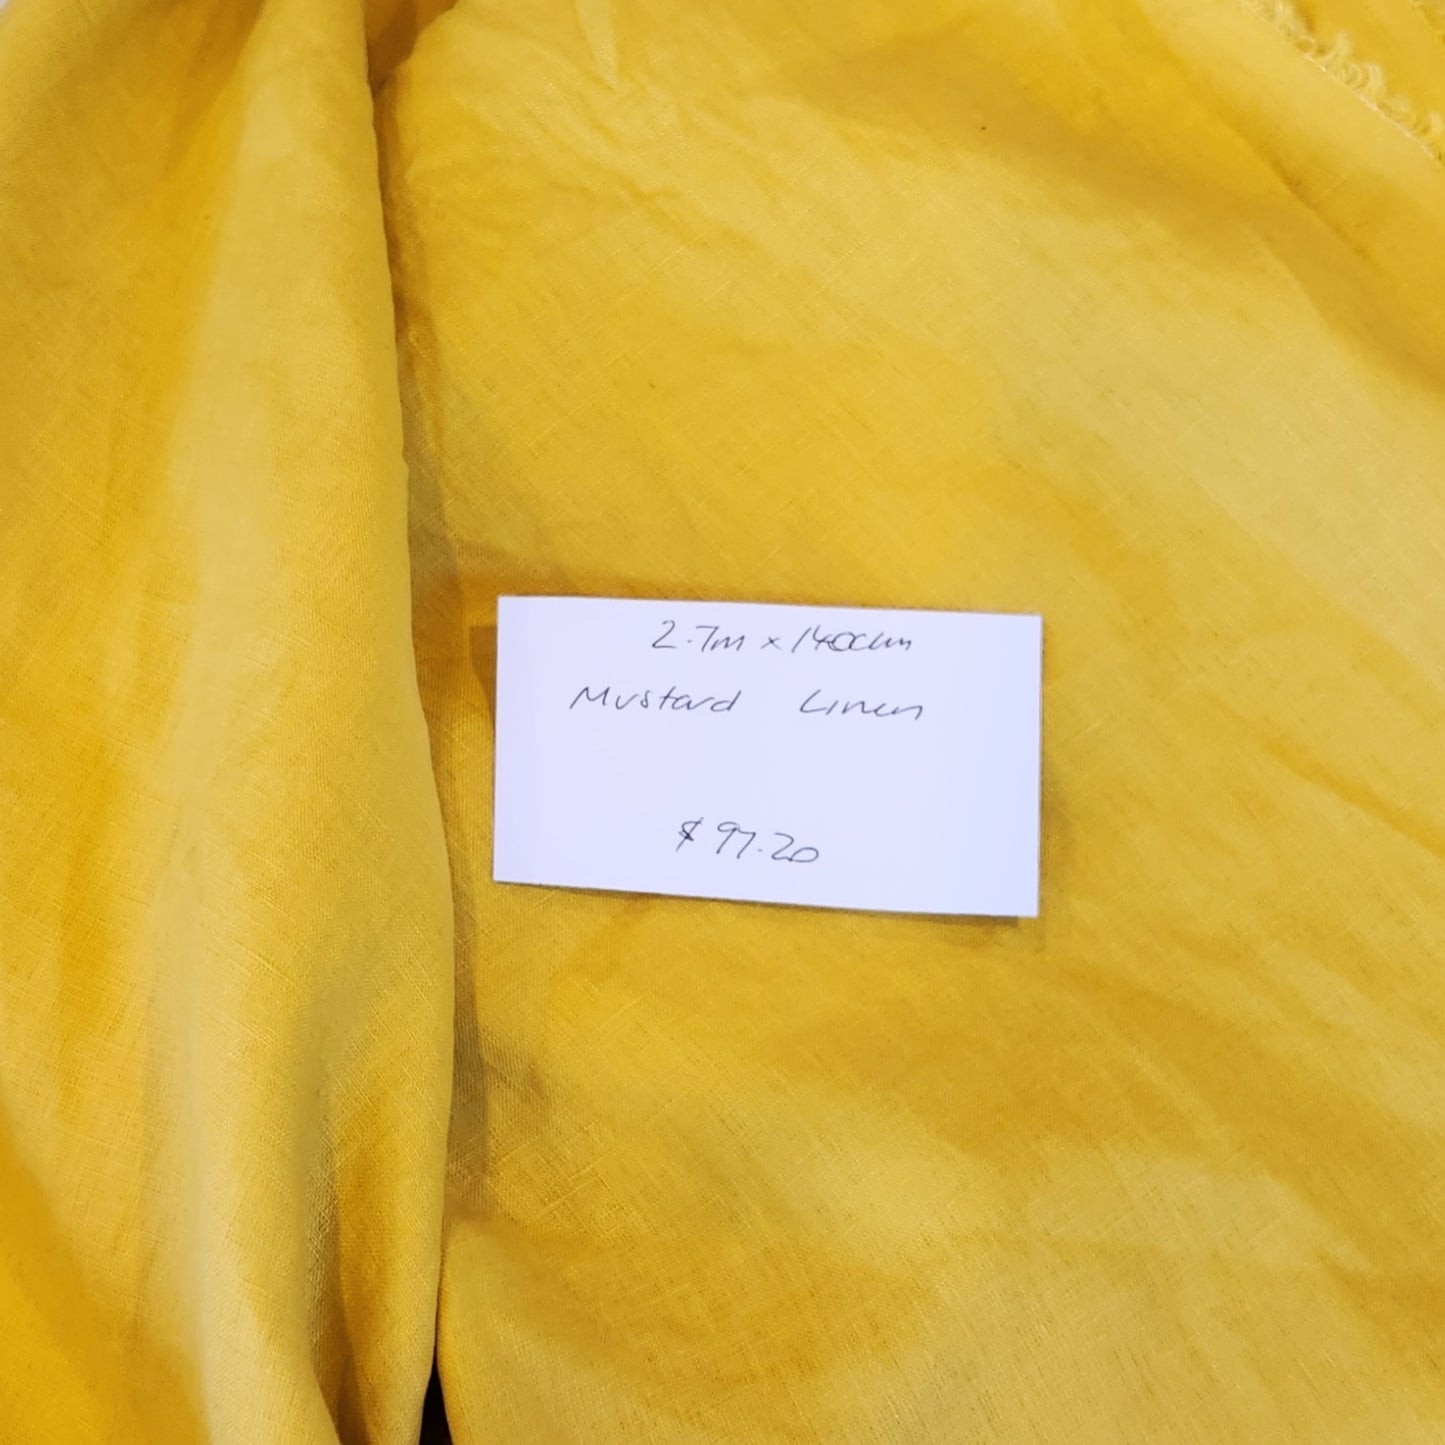 2.7m x 140cm
Mustard Linen
$97.20